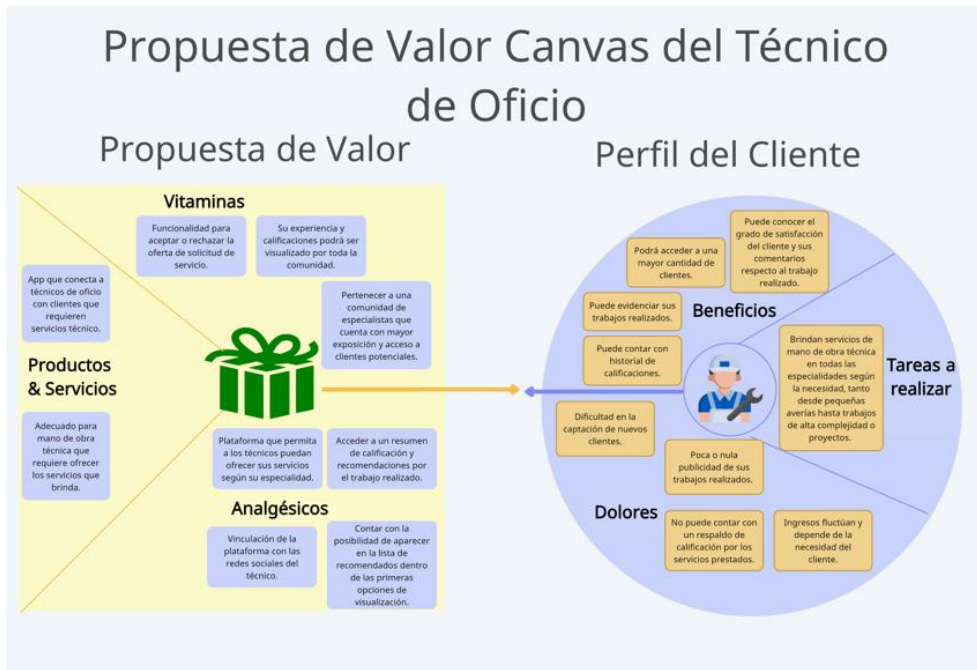 Propuesta de Valor Canvas del Técnico
de Oficio
Propuesta de Valor
Vitaminas
Funcionalidad para
aceptar o rechazar la
oferta de solicitud de
servicio.
Su experiencia y
calificaciones podrá ser
visualizado por toda la
comunidad.
App que conecta a
técnicos de oficio
con clientes que
requieren
servicios técnico.
Pertenecer a una
comunidad de
especialistas que
cuenta con mayor
exposición y acceso a
clientes potenciales.
Productos
& Servicios
Adecuado para
mano de obra
técnica que
requiere ofrecer
los servicios que
brinda.
Plataforma que permita
a los técnicos puedan
ofrecer sus servicios
según su especialidad.
Acceder a un resumen
de calificación y
recomendaciones por
el trabajo realizado.
Analgésicos
Vinculación de la
plataforma con las
redes sociales del
técnico.
Contar con la
posibilidad de aparecer
en la lista de
recomendados dentro
de las primeras
opciones de
visualización.
Perfil del Cliente
Puede conocer el
grado de satisfacción
del cliente y sus
comentarios
respecto al trabajo
realizado.
Podrá acceder a una
mayor cantidad de
clientes.
Puede evidenciar sus
trabajos realizados.
Beneficios
Puede contar con
historial de
calificaciones.
Brindan servicios de
mano de obra técnica
en todas las
especialidades según
la necesidad, tanto
desde pequeñas
averías hasta trabajos
de alta complejidad o
proyectos.
Tareas a
realizar
Dificultad en la
captación de nuevos
clientes.
Poca o nula
publicidad de sus
trabajos realizados.
Dolores
No puede contar con
un respaldo de
calificación por los
servicios prestados.
Ingresos fluctúan y
depende de la
necesidad del
cliente.